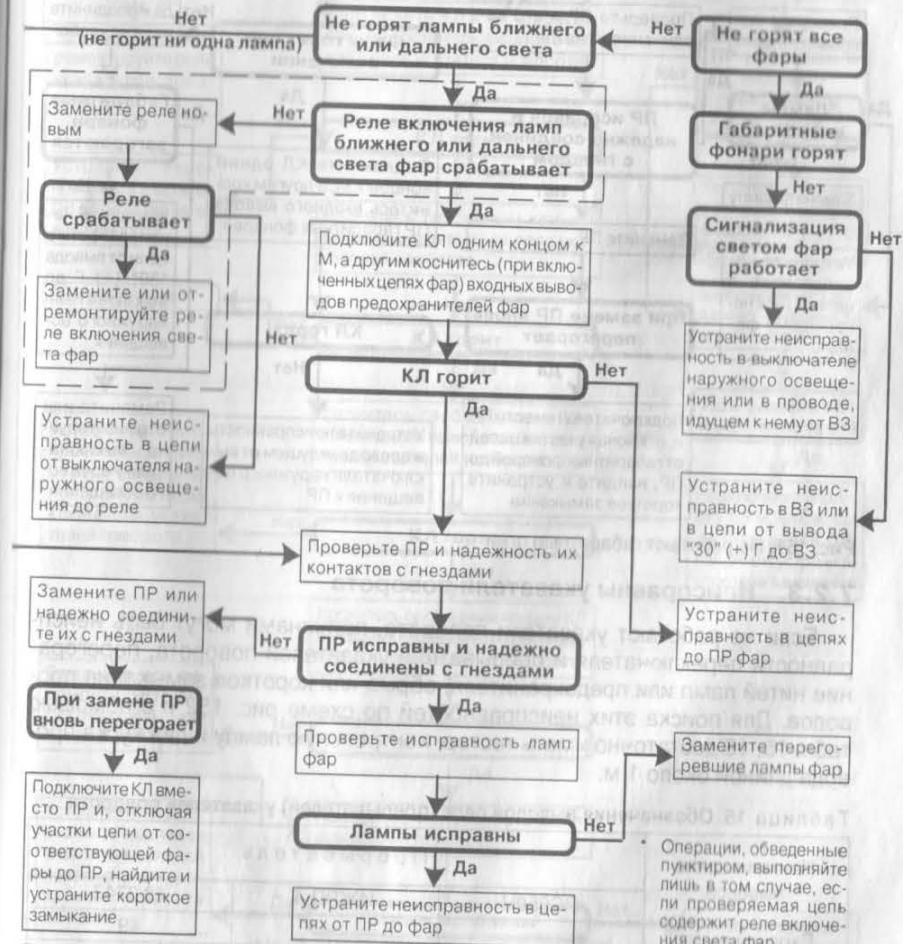 Нет
(не горит ни одна лампа)
Не горят лампы ближнего
или дальнего света
Нет
Не горят все
фары
Да
Да
Замените реле но-
вым
Нет
Реле включения ламп
ближнего или дальнего
света фар срабатывает
Габаритные
фонари горят
Нет
Реле
срабатывает
Да
Сигнализация
светом фар
работает
Нет
Да
Подключите КЛ одним концом к
М, а другим коснитесь (при вклю-
ченных цепях фар) входных выво-
дов предохранителей фар
Да
Замените или от-
ремонтируйте ре-
ле включения све-
та фар
Нет
Устраните неисправ-
ность в выключателе
наружного освеще-
ния или в проводе,
идущем к нему от ВЗ
КЛ горит
Нет
Да
Устраните неис-
правность в цепи
от выключателя на-
ружного освеще-
ния до реле
Устраните неис-
правность в ВЗ или
в цепи от вывода
"30" (+) Г до ВЗ
Проверьте ПР и надежность их
контактов с гнездами
Замените ПР или
надежно соедини-
те их с гнездами
Нет
ПР исправны и надежно
соединены с гнездами
Устраните неис-
правность в цепях
до ПР фар
Да
При замене ПР
вновь перегорает
Да
Проверьте исправность ламп
фар
Замените перего-
ревшие лампы фар
Подключите КЛ вме-
сто ПР и, отключая
участки цепи от со-
ответствующей фа-
ры до ПР, найдите и
устраните короткое
замыкание
Лампы исправны
Нет
Да
Устраните неисправность в це-
пях от ПР до фар
Операции, обведенные
пунктиром, выполняйте
лишь в том случае, ес-
ли проверяемая цепь
содержит реле включе-
ния света фар